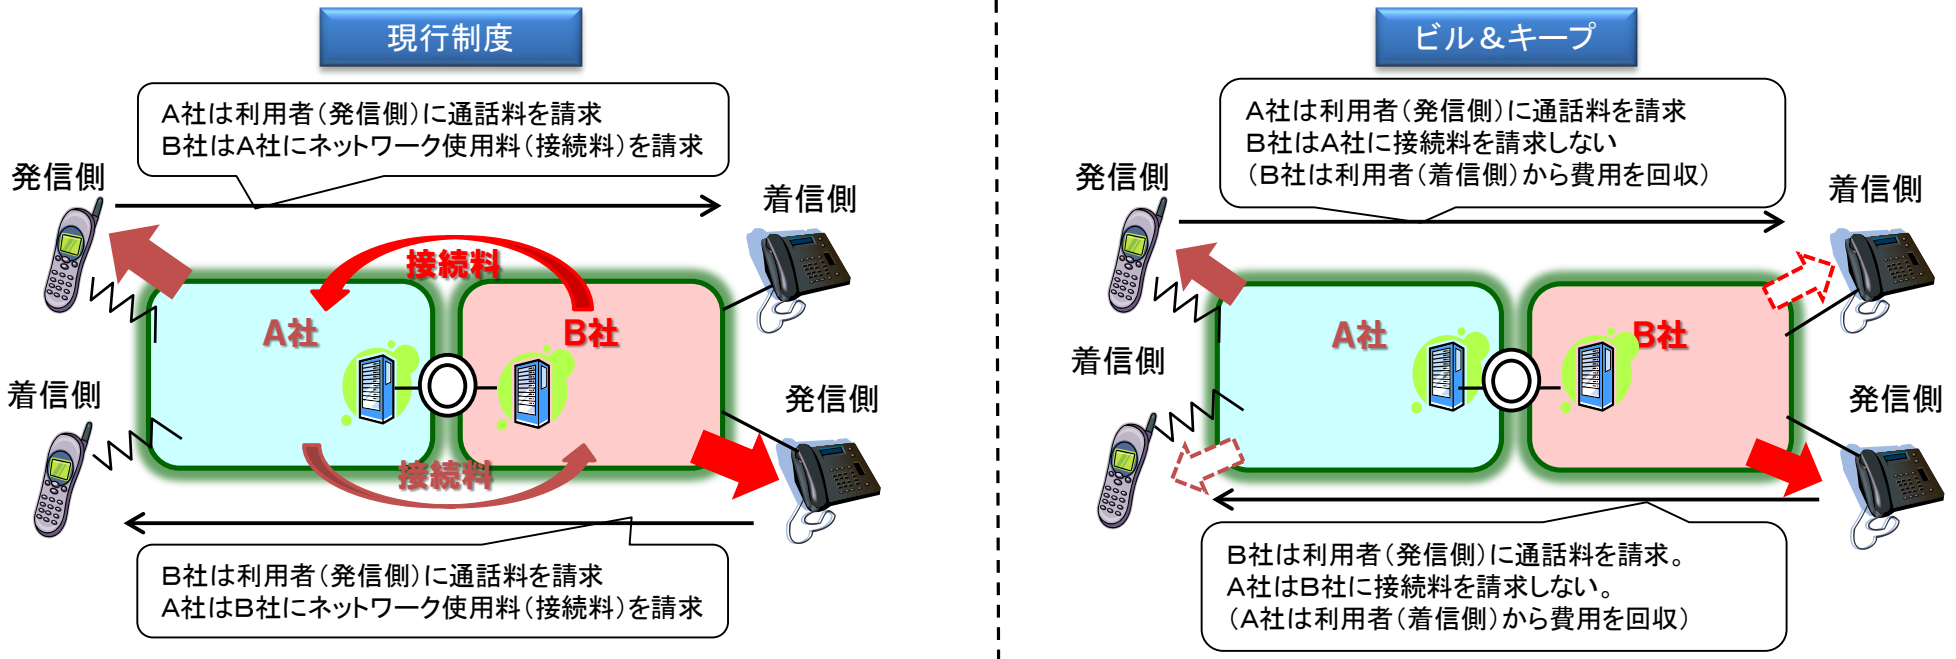 現行制度
A社は利用者(発信側)に通話料を請求
B社はA社にネットワーク使用料(接続料)を請求
発信側
着信側
接続料
A社
B社
着信側
発信側
接続料
B社は利用者(発信側)に通話料を請求
A社はB社にネットワーク使用料(接続料)を請求
ビル&キープ
A社は利用者(発信側)に通話料を請求
B社はA社に接続料を請求しない
(B社は利用者(着信側)から費用を回収)
発信側
着信側
A社
B社
着信側
発信側
B社は利用者(発信側)に通話料を請求。
A社はB社に接続料を請求しない。
(A社は利用者(着信側)から費用を回収)